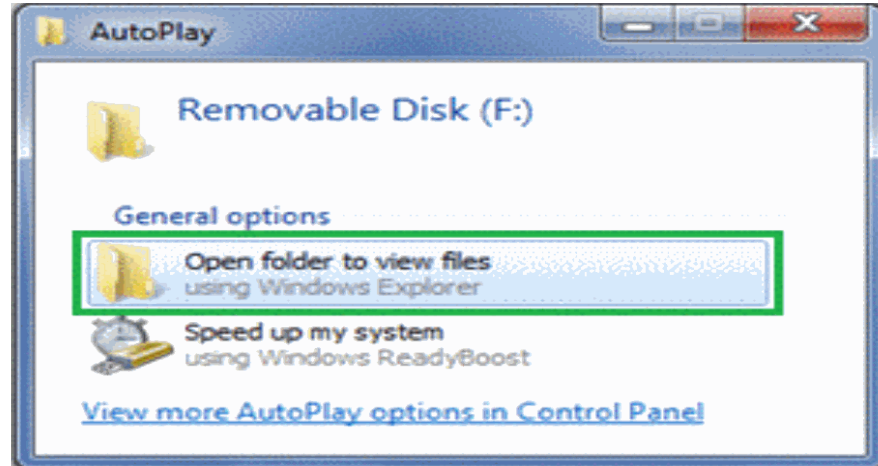 AutoPlay
Removable Disk (F:)
General options
Open folder to view files
using Windows Explorer
Speed up my system
using Windows ReadyBoost
View more AutoPlay options in Control Panel